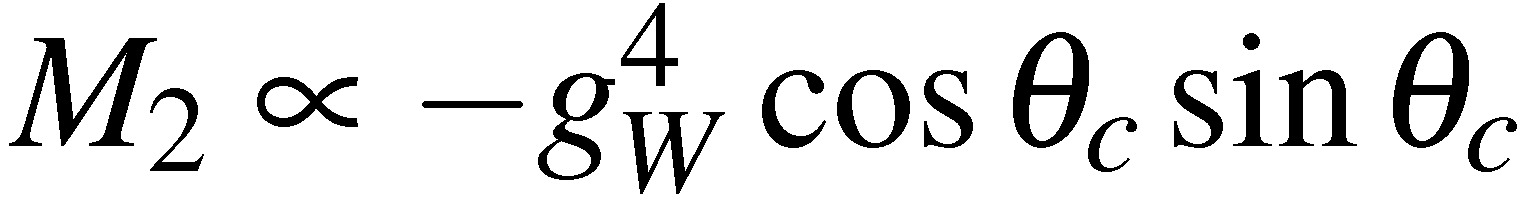 M₂ ∝ −g_W^4 cos θ_c sin θ_c